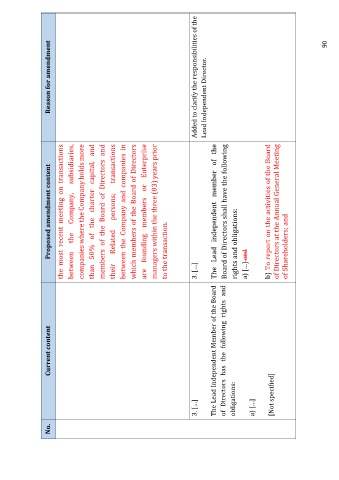 No.
Current content
Proposed amendment content
Reason for amendment
the most recent meeting on transactions
between the Company, subsidiaries,
companies where the Company holds more
than 50% of the charter capital, and
members of the Board of Directors and
their Related persons; transactions
between the Company and companies in
which members of the Board of Directors
are founding members or Enterprise
managers within the three (03) years prior
to the transaction.
3. [...]
The Lead Independent Member of the Board
of Directors has the following rights and
obligations:
a) [...]
[Not specified]
3. [...]
The Lead independent member of the
Board of Directors shall have the following
rights and obligations:
a) [...] and
b) To report on the activities of the Board
of Directors at the Annual General Meeting
of Shareholders; and
Added to clarify the responsibilities of the
Lead Independent Director.
90